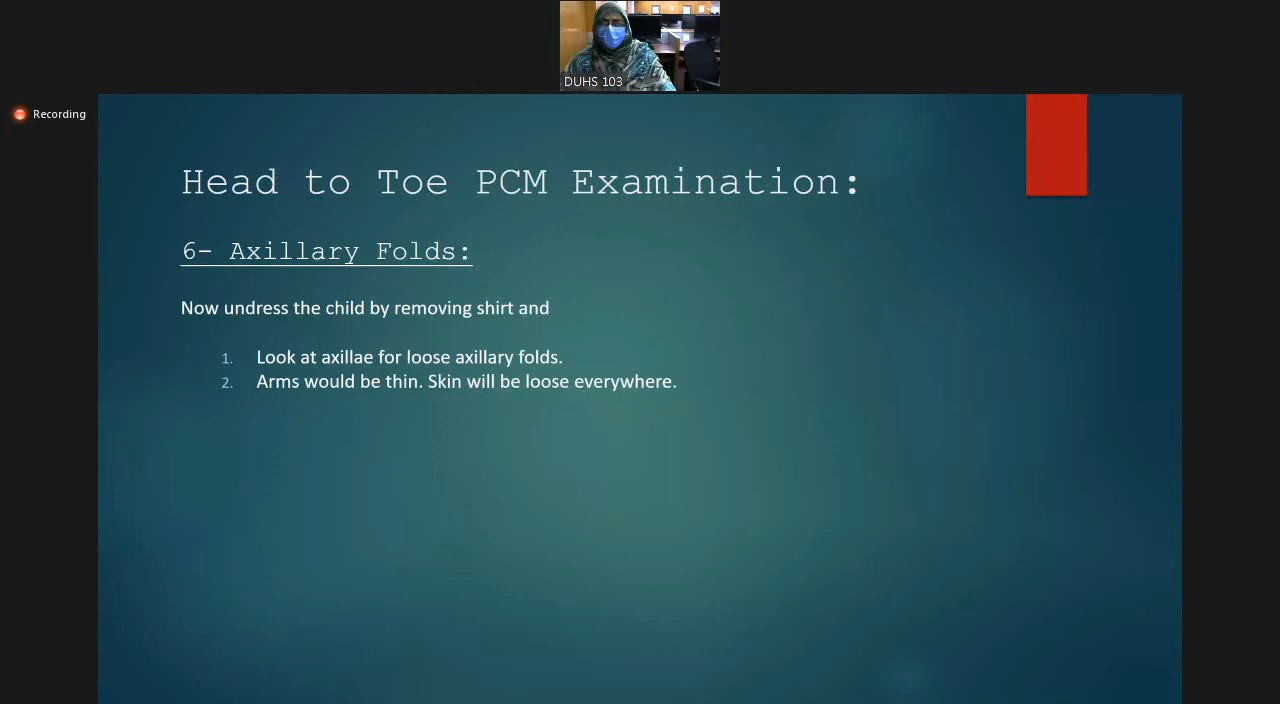 DUHS 103
Recording
Head to Toe PCM Examination:
6- Axillary Folds:
Now undress the child by removing shirt and
1. Look at axillae for loose axillary folds.
2. Arms would be thin. Skin will be loose everywhere.